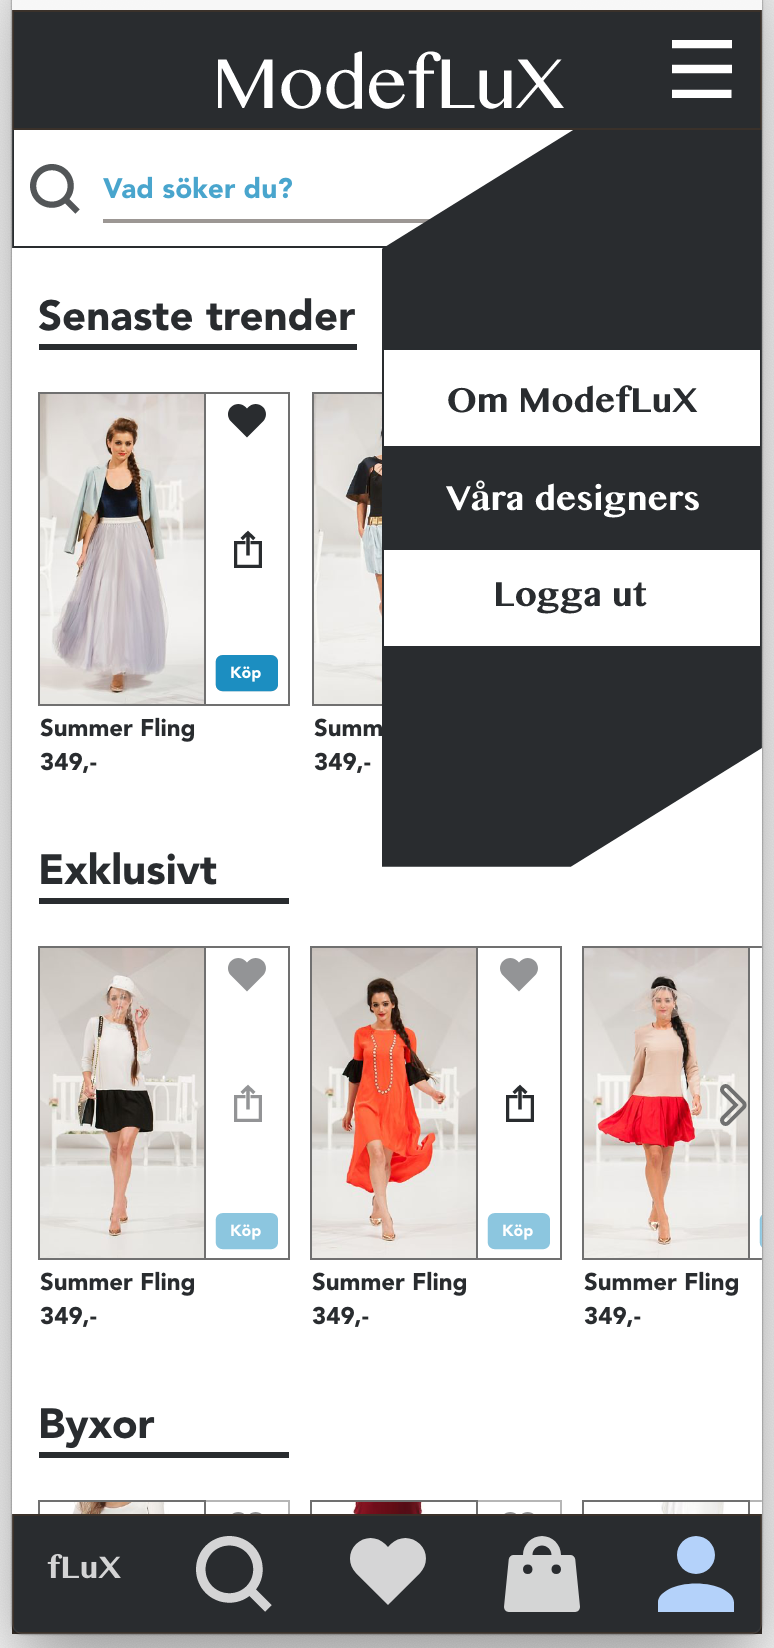 ModefLuX
Vad söker du?
Senaste trender
Om ModefLuX
Våra designers
Logga ut
Köp
Summer Fling
349,-
Summ
349,-
Exklusivt
Köp
Köp
Summer Fling
349,-
Summer Fling
349,-
Summer Fling
349,-
Byxor
fLuX